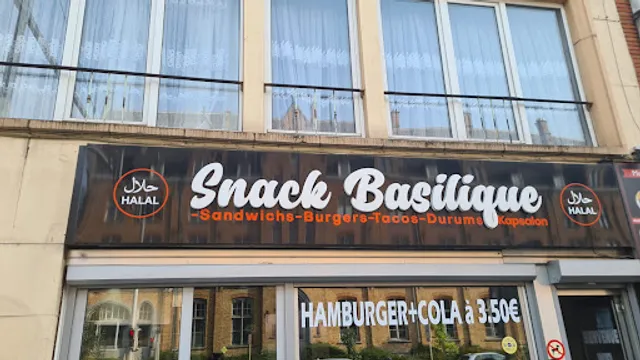 حلال
HALAL
Snack Basilique
-Sandwichs-Burgers-Tacos-Durums-Kapsalon
حلال
HALAL
HAMBURGER+COLA à 3.50€